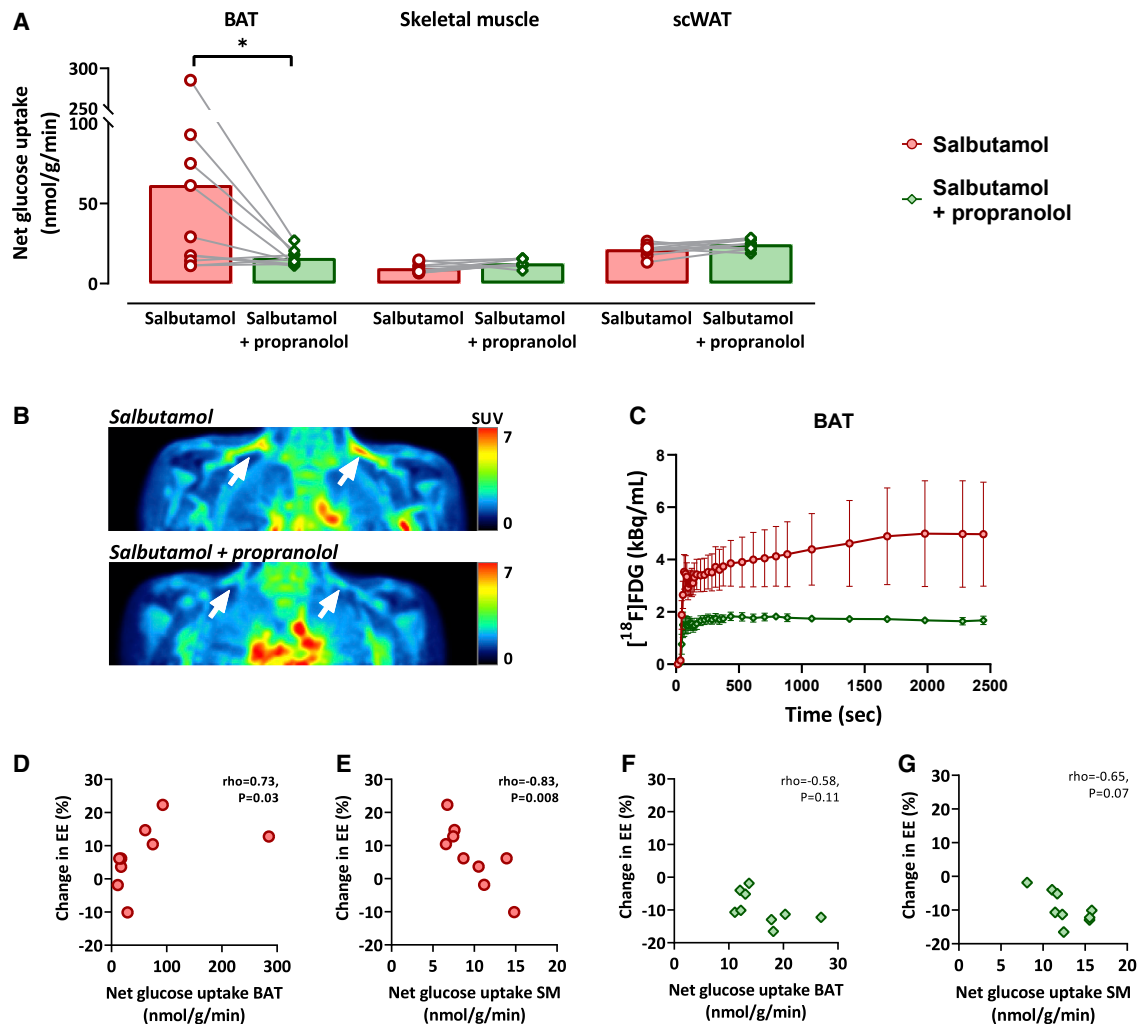 A
BAT
Skeletal muscle
scWAT
*
Net glucose uptake
(nmol/g/min)
300
250
100
50
0
Salbutamol
Salbutamol
+ propranolol
Salbutamol
Salbutamol
+ propranolol
Salbutamol
Salbutamol
+ propranolol
Salbutamol
Salbutamol
+ propranolol
B
Salbutamol
SUV
7
0
Salbutamol + propranolol
7
0
C
BAT
[18F]FDG (kBq/mL)
8
6
4
2
0
0 500 1000 1500 2000 2500
Time (sec)
D
rho=0.73,
P=0.03
Change in EE (%)
30
20
10
0
-10
-20
0 100 200 300
Net glucose uptake BAT
(nmol/g/min)
E
rho=-0.83,
P=0.008
Change in EE (%)
30
20
10
0
-10
-20
0 5 10 15 20
Net glucose uptake SM
(nmol/g/min)
F
rho=-0.58,
P=0.11
Change in EE (%)
30
20
10
0
-10
-20
0 10 20 30
Net glucose uptake BAT
(nmol/g/min)
G
rho=-0.65,
P=0.07
Change in EE (%)
30
20
10
0
-10
-20
0 5 10 15 20
Net glucose uptake SM
(nmol/g/min)